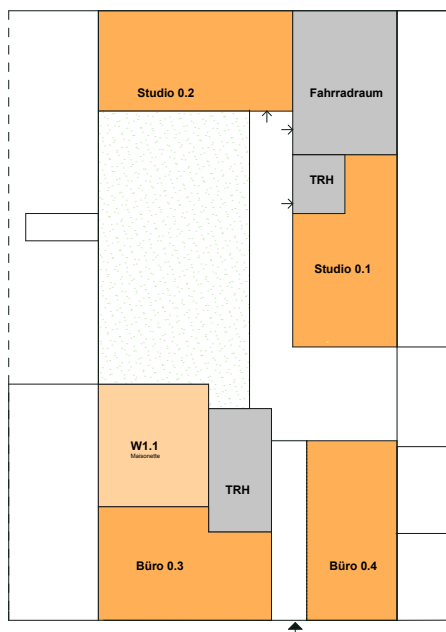 Studio 0.2
Fahrradraum
TRH
Studio 0.1
W1.1
Maisonette
TRH
Büro 0.3
Büro 0.4